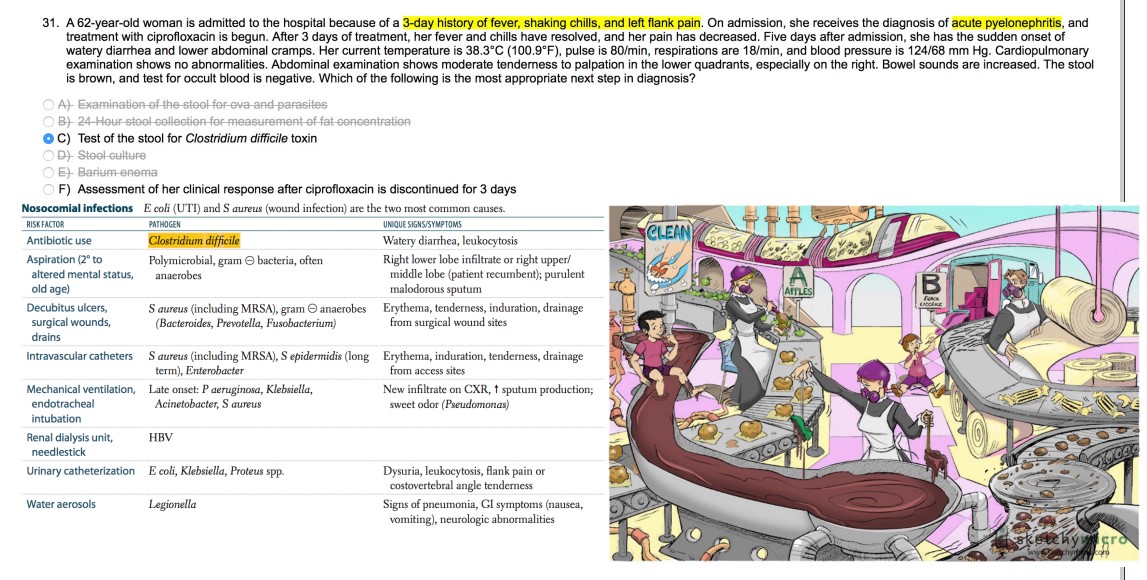 31. A 62-year-old woman is admitted to the hospital because of a 3-day history of fever, shaking chills, and left flank pain. On admission, she receives the diagnosis of acute pyelonephritis, and
treatment with ciprofloxacin is begun. After 3 days of treatment, her fever and chills have resolved, and her pain has decreased. Five days after admission, she has the sudden onset of
watery diarrhea and lower abdominal cramps. Her current temperature is 38.3°C (100.9°F), pulse is 80/min, respirations are 18/min, and blood pressure is 124/68 mm Hg. Cardiopulmonary
examination shows no abnormalities. Abdominal examination shows moderate tenderness to palpation in the lower quadrants, especially on the right. Bowel sounds are increased. The stool
is brown, and test for occult blood is negative. Which of the following is the most appropriate next step in diagnosis?
A) Examination of the stool for ova and parasites
B) 24-Hour stool collection for measurement of fat concentration
C) Test of the stool for Clostridium difficile toxin
D) Stool culture
E) Barium enema
F) Assessment of her clinical response after ciprofloxacin is discontinued for 3 days
Nosocomial infections E coli (UTI) and S aureus (wound infection) are the two most common causes.
RISK FACTOR PATHOGEN UNIQUE SIGNS/SYMPTOMS
Antibiotic use Clostridium difficile Watery diarrhea, leukocytosis
Aspiration (2° to Polymicrobial, gram ⊖ bacteria, often Right lower lobe infiltrate or right upper/
altered mental status, anaerobes middle lobe (patient recumbent); purulent
old age) malodorous sputum
Decubitus ulcers, S aureus (including MRSA), gram ⊖ anaerobes Erythema, tenderness, induration, drainage
surgical wounds, (Bacteroides, Prevotella, Fusobacterium) from surgical wound sites
drains
Intravascular catheters S aureus (including MRSA), S epidermidis (long Erythema, induration, tenderness, drainage
term), Enterobacter from access sites
Mechanical ventilation, Late onset: P aeruginosa, Klebsiella, New infiltrate on CXR, ↑ sputum production;
endotracheal Acinetobacter, S aureus sweet odor (Pseudomonas)
intubation
Renal dialysis unit, HBV
needlestick
Urinary catheterization E coli, Klebsiella, Proteus spp. Dysuria, leukocytosis, flank pain or
costovertebral angle tenderness
Water aerosols Legionella Signs of pneumonia, GI symptoms (nausea,
vomiting), neurologic abnormalities
CLEAN
A
APPLES
B
BLACK
LICORICE
sketchymicro